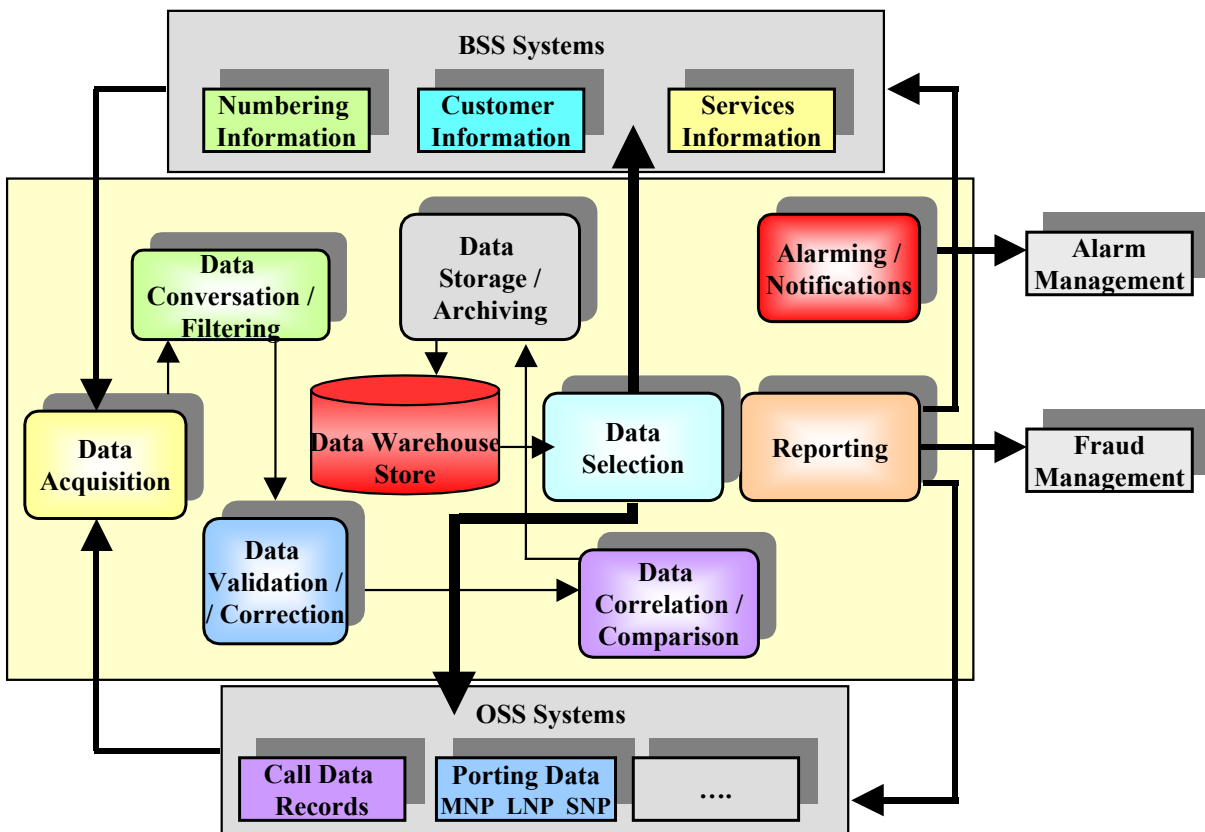 BSS Systems
Numbering
Information
Customer
Information
Services
Information
Data
Conversation /
Filtering
Data
Storage /
Archiving
Alarming /
Notifications
Alarm
Management
Data
Acquisition
Data Warehouse
Store
Data
Selection
Reporting
Fraud
Management
Data
Validation /
/ Correction
Data
Correlation /
Comparison
OSS Systems
Call Data
Records
Porting Data
MNP LNP SNP
....